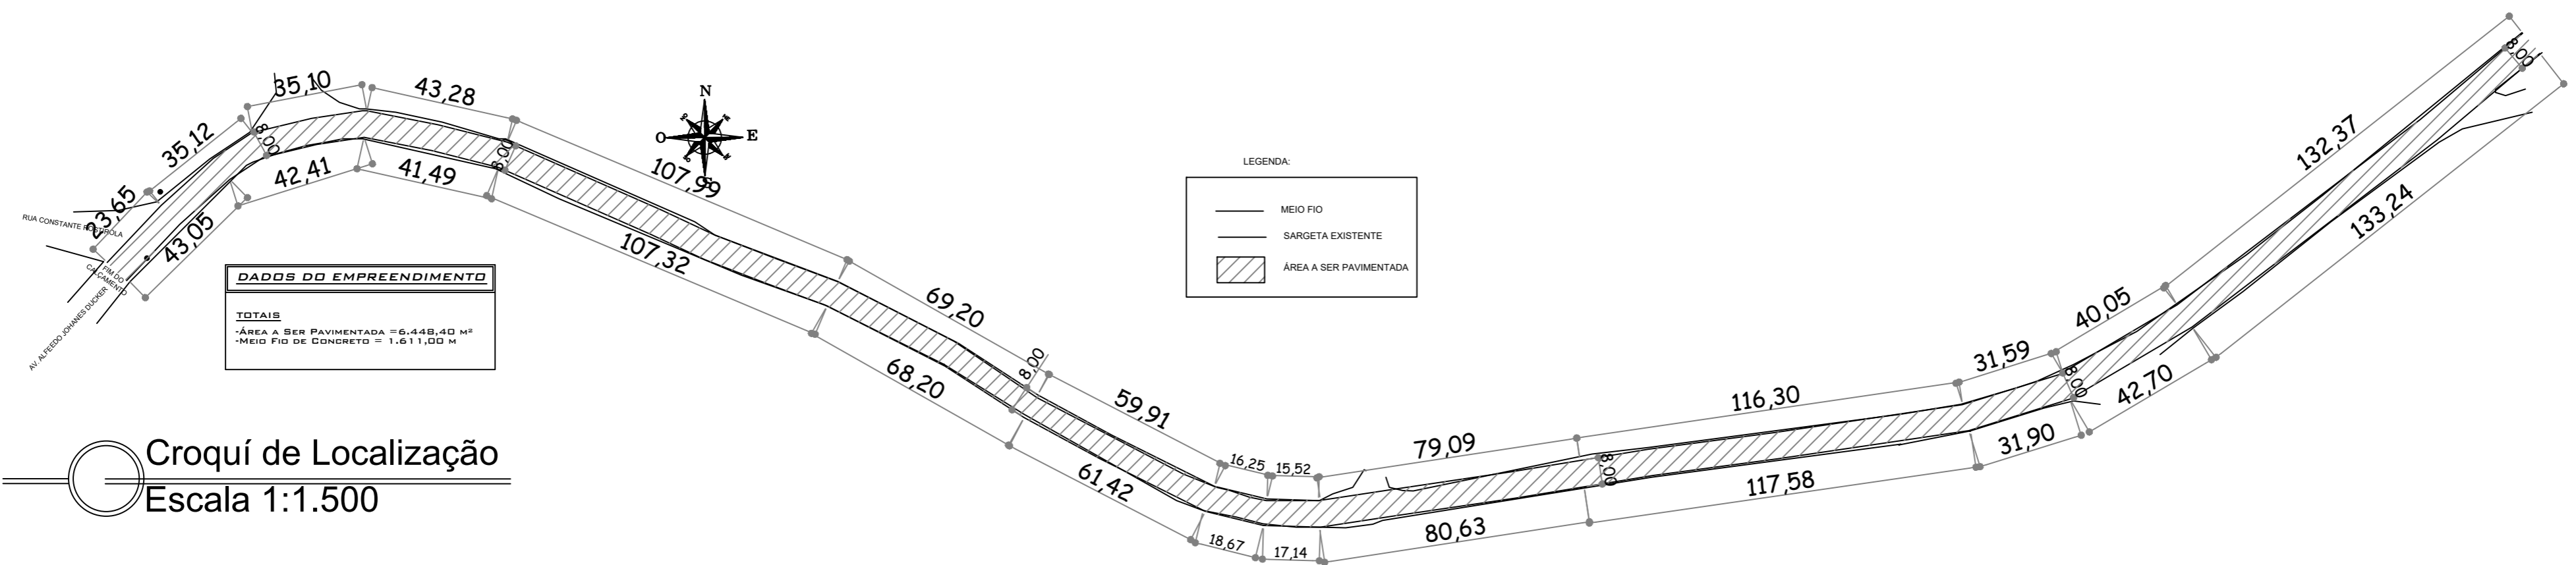 35,10
43,28
35,12
8,00
23,65
42,41
41,49
8,00
43,05
107,99
107,32
N
O
E
S
RUA CONSTANTE
FIM DO
CALÇAMENTO
AV. ALFEEDO JOHANES DUCKER
DADOS DO EMPREENDIMENTO
TOTAIS
-ÁREA A SER PAVIMENTADA =6.448,40 M²
-MEIO FIO DE CONCRETO = 1.611,00 M
Croquí de Localização
Escala 1:1.500
69,20
68,20
8,00
59,91
61,42
16,25
15,52
18,67
17,14
LEGENDA:
MEIO FIO
SARGETA EXISTENTE
ÁREA A SER PAVIMENTADA
79,09
80,63
8,00
116,30
117,58
31,59
31,90
8,00
40,05
42,70
132,37
133,24
8,00